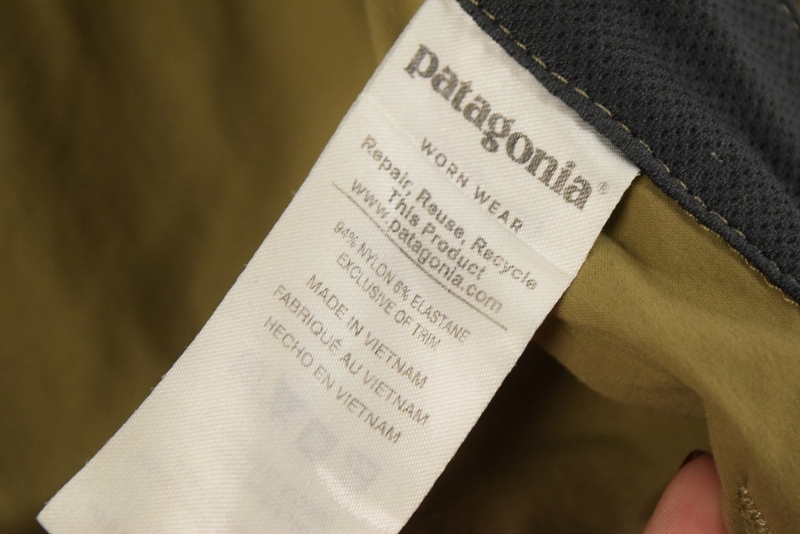 patagonia®
WORN WEAR
Repair, Reuse, Recycle
This Product
www.patagonia.com
94% NYLON 6% ELASTANE
EXCLUSIVE OF TRIM
MADE IN VIETNAM
FABRIQUÉ AU VIETNAM
HECHO EN VIETNAM